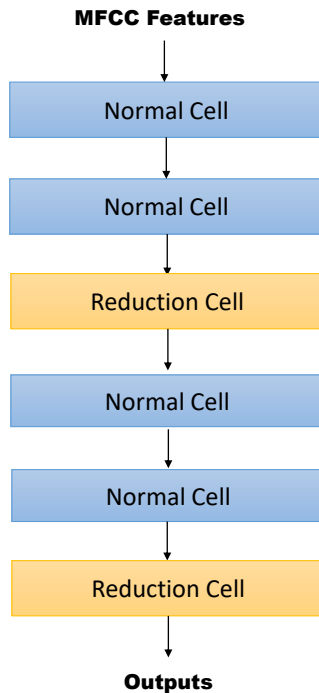 MFCC Features
Normal Cell
Normal Cell
Reduction Cell
Normal Cell
Normal Cell
Reduction Cell
Outputs